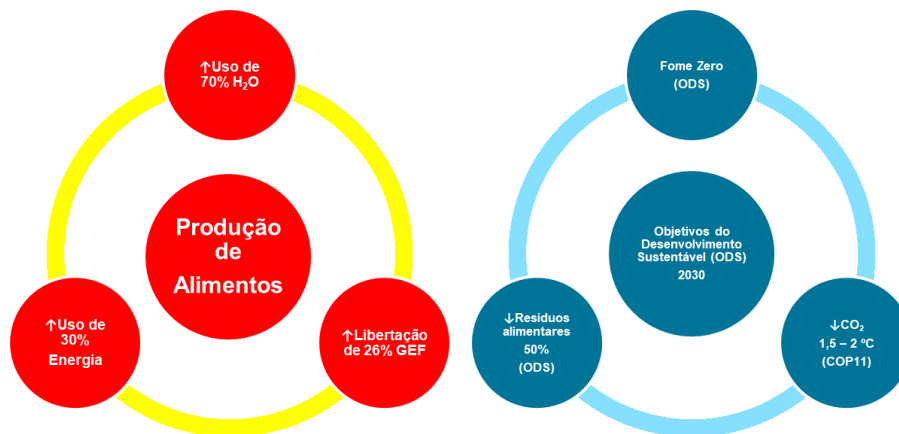 ↑Uso de
70% H₂O
Produção
de
Alimentos
↑Uso de
30%
Energia
↑Libertação
de 26% GEF
Fome Zero
(ODS)
Objetivos do
Desenvolvimento
Sustentável (ODS)
2030
↓Resíduos
alimentares
50%
(ODS)
↓CO₂
1,5 – 2 ºC
(COP11)